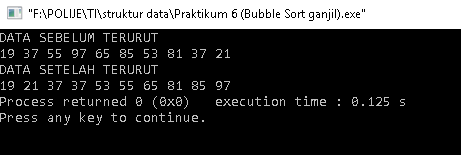 "F:\POLIJE\TI\struktur data\Praktikum 6 (Bubble Sort ganjil).exe"
DATA SEBELUM TERURUT
19 37 55 97 65 85 53 81 37 21
DATA SETELAH TERURUT
19 21 37 37 53 55 65 81 85 97
Process returned 0 (0x0)   execution time : 0.125 s
Press any key to continue.